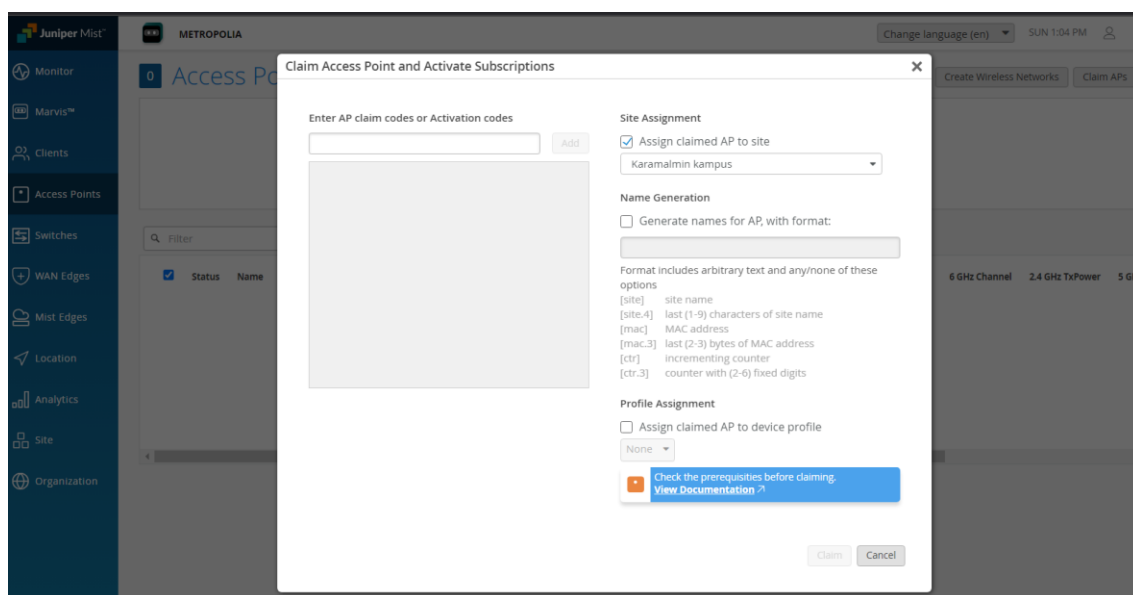 Juniper Mist™
METROPOLIA
Change language (en)
SUN 1:04 PM
Monitor
Marvis™
Clients
Access Points
Switches
WAN Edges
Mist Edges
Location
Analytics
Site
Organization
0 Access Po
Create Wireless Networks
Claim APs
Filter
Status Name
6 GHz Channel 2.4 GHz TxPower 5 G
Claim Access Point and Activate Subscriptions
Enter AP claim codes or Activation codes
Add
Site Assignment
Assign claimed AP to site
Karamalmin kampus
Name Generation
Generate names for AP, with format:
Format includes arbitrary text and any/none of these
options
[site] site name
[site.4] last (1-9) characters of site name
[mac] MAC address
[mac.3] last (2-3) bytes of MAC address
[ctr] incrementing counter
[ctr.3] counter with (2-6) fixed digits
Profile Assignment
Assign claimed AP to device profile
None
Check the prerequisities before claiming.
View Documentation
Claim
Cancel